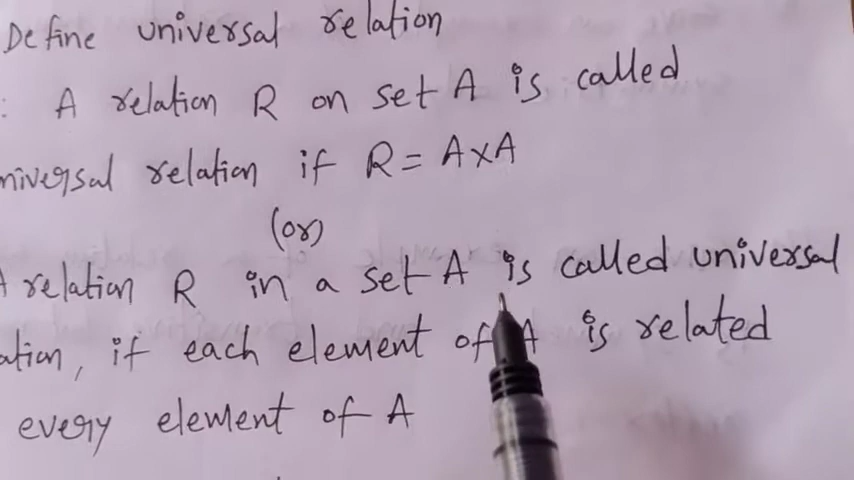 Define universal relation
: A relation R on set A is called
niversal relation if R = A×A
(or)
A relation R in a set A is called universal
ation, if each element of A is related
every element of A